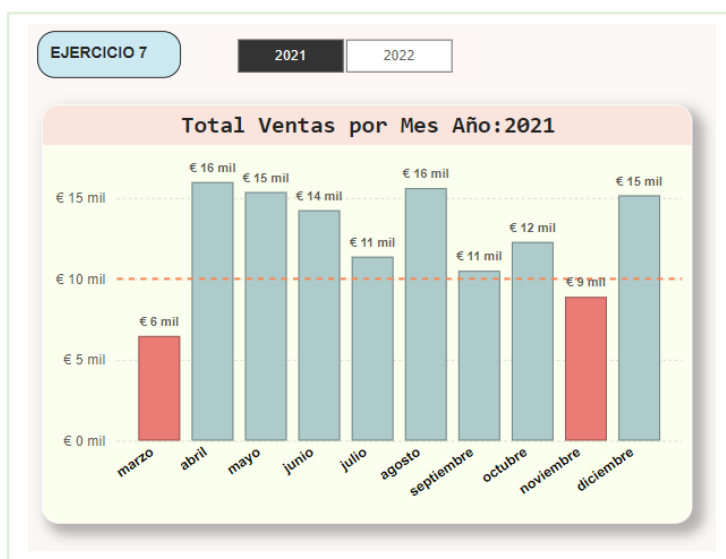 EJERCICIO 7
2021
2022
Total Ventas por Mes Año:2021
€ 16 mil
€ 15 mil
€ 14 mil
€ 11 mil
€ 16 mil
€ 11 mil
€ 12 mil
€ 9 mil
€ 15 mil
€ 6 mil
€ 15 mil
€ 10 mil
€ 5 mil
€ 0 mil
marzo
abril
mayo
junio
julio
agosto
septiembre
octubre
noviembre
diciembre